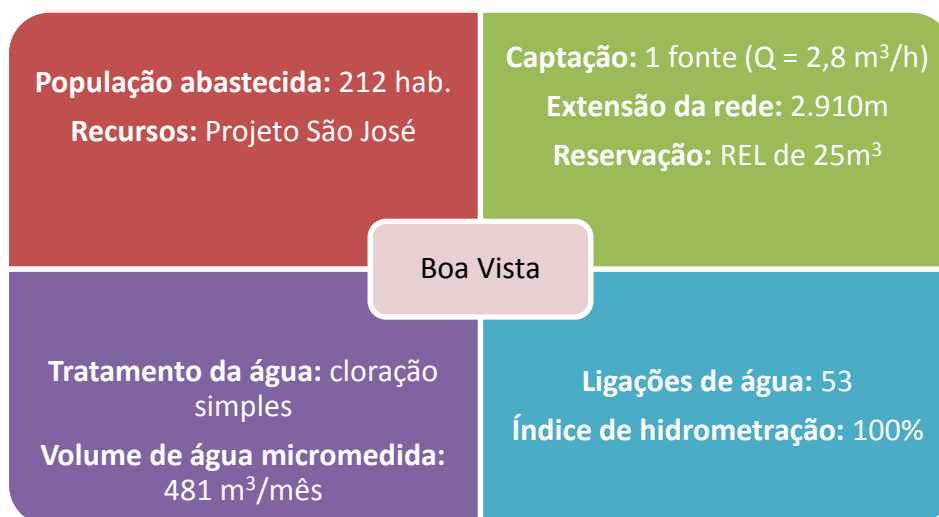 População abastecida: 212 hab.
Recursos: Projeto São José
Captação: 1 fonte (Q = 2,8 m³/h)
Extensão da rede: 2.910m
Reservação: REL de 25m³
Boa Vista
Tratamento da água: cloração
simples
Volume de água micromedida:
481 m³/mês
Ligações de água: 53
Índice de hidrometração: 100%